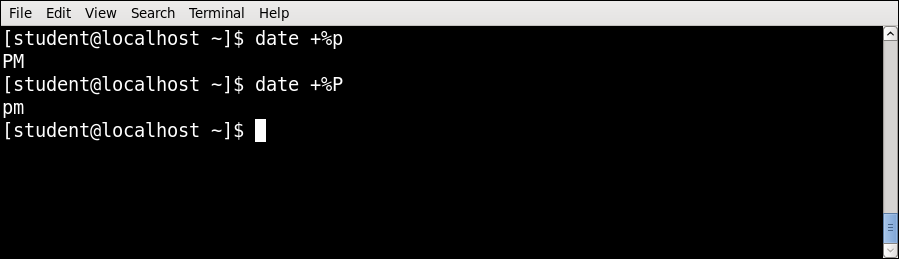 File Edit View Search Terminal Help
[student@localhost ~]$ date +%p
PM
[student@localhost ~]$ date +%P
pm
[student@localhost ~]$